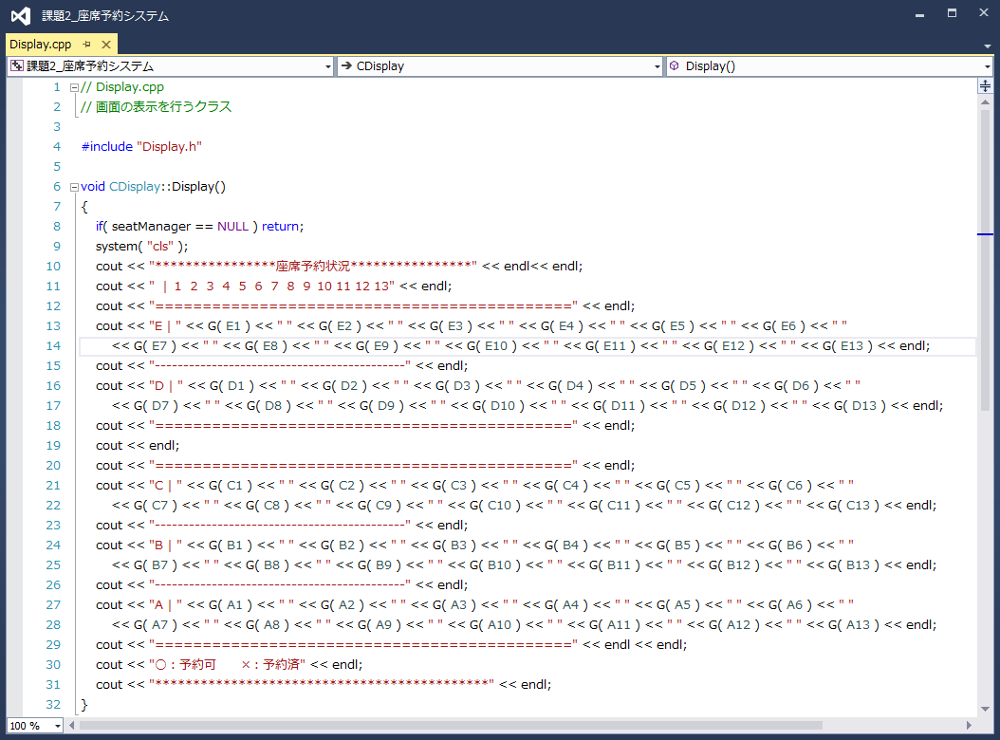 課題2_座席予約システム
Display.cpp
課題2_座席予約システム CDisplay Display()
1 // Display.cpp
2 // 画面の表示を行うクラス
3
4 #include "Display.h"
5
6 void CDisplay::Display()
7 {
8 if( seatManager == NULL ) return;
9 system( "cls" );
10 cout << "****************座席予約状況****************" << endl<< endl;
11 cout << " | 1 2 3 4 5 6 7 8 9 10 11 12 13" << endl;
12 cout << "============================================" << endl;
13 cout << "E | " << G( E1 ) << " " << G( E2 ) << " " << G( E3 ) << " " << G( E4 ) << " " << G( E5 ) << " " << G( E6 ) << " "
14 << G( E7 ) << " " << G( E8 ) << " " << G( E9 ) << " " << G( E10 ) << " " << G( E11 ) << " " << G( E12 ) << " " << G( E13 ) << endl;
15 cout << "--------------------------------------------" << endl;
16 cout << "D | " << G( D1 ) << " " << G( D2 ) << " " << G( D3 ) << " " << G( D4 ) << " " << G( D5 ) << " " << G( D6 ) << " "
17 << G( D7 ) << " " << G( D8 ) << " " << G( D9 ) << " " << G( D10 ) << " " << G( D11 ) << " " << G( D12 ) << " " << G( D13 ) << endl;
18 cout << "============================================" << endl;
19 cout << endl;
20 cout << "============================================" << endl;
21 cout << "C | " << G( C1 ) << " " << G( C2 ) << " " << G( C3 ) << " " << G( C4 ) << " " << G( C5 ) << " " << G( C6 ) << " "
22 << G( C7 ) << " " << G( C8 ) << " " << G( C9 ) << " " << G( C10 ) << " " << G( C11 ) << " " << G( C12 ) << " " << G( C13 ) << endl;
23 cout << "--------------------------------------------" << endl;
24 cout << "B | " << G( B1 ) << " " << G( B2 ) << " " << G( B3 ) << " " << G( B4 ) << " " << G( B5 ) << " " << G( B6 ) << " "
25 << G( B7 ) << " " << G( B8 ) << " " << G( B9 ) << " " << G( B10 ) << " " << G( B11 ) << " " << G( B12 ) << " " << G( B13 ) << endl;
26 cout << "--------------------------------------------" << endl;
27 cout << "A | " << G( A1 ) << " " << G( A2 ) << " " << G( A3 ) << " " << G( A4 ) << " " << G( A5 ) << " " << G( A6 ) << " "
28 << G( A7 ) << " " << G( A8 ) << " " << G( A9 ) << " " << G( A10 ) << " " << G( A11 ) << " " << G( A12 ) << " " << G( A13 ) << endl;
29 cout << "============================================" << endl << endl;
30 cout << "○：予約可　　×：予約済" << endl;
31 cout << "********************************************" << endl;
32 }
100 %